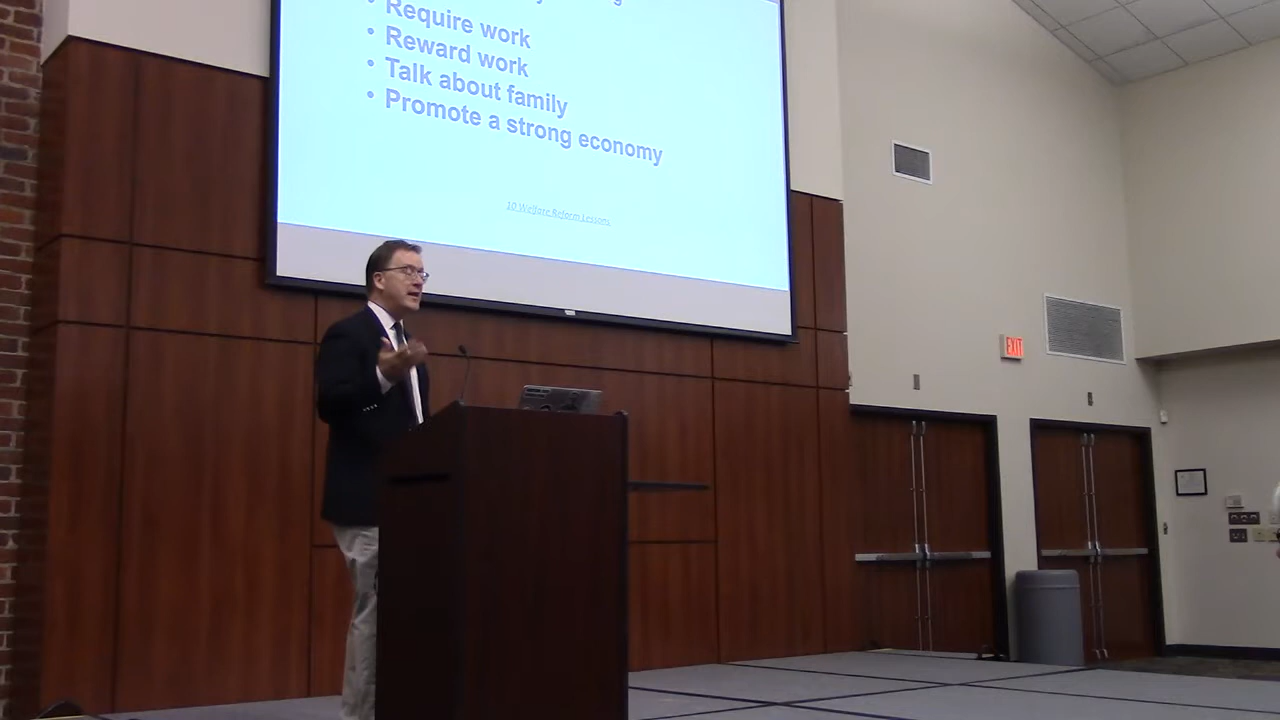 • Require work
• Reward work
• Talk about family
• Promote a strong economy
10 Welfare Reform Lessons
EXIT